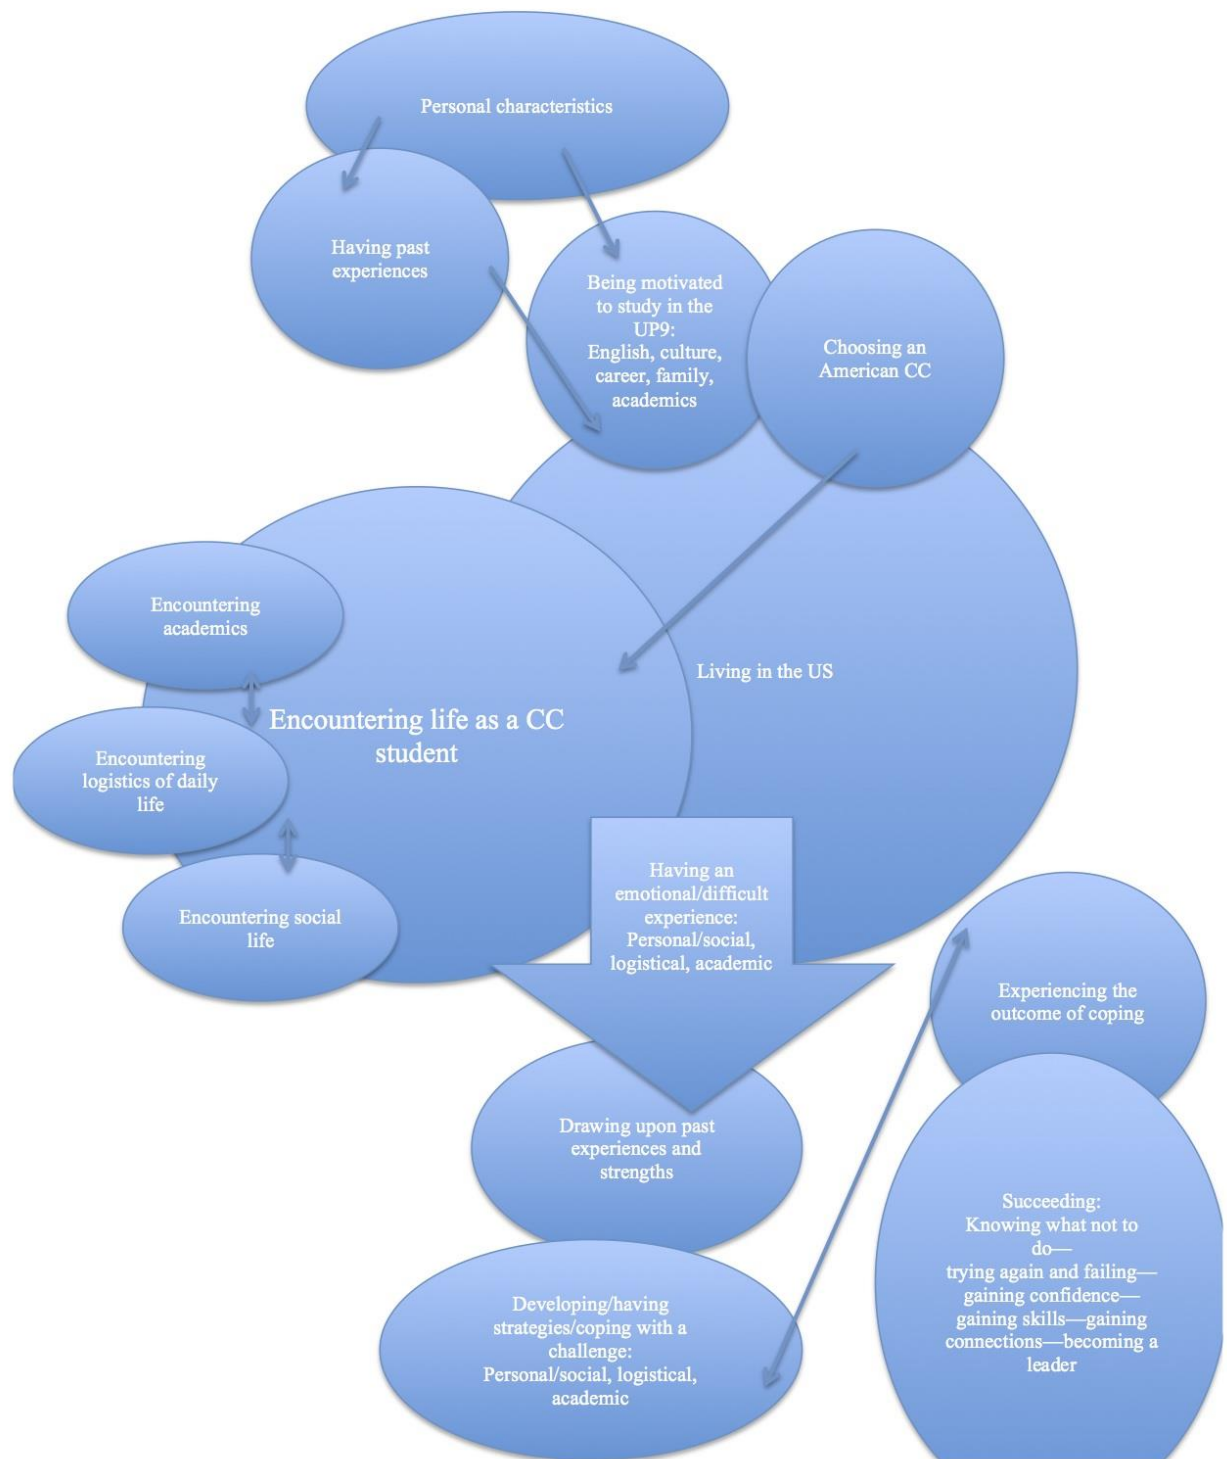 Personal characteristics
Having past
experiences
Being motivated
to study in the
UP9:
English, culture,
career, family,
academics
Choosing an
American CC
Encountering
academics
Living in the US
Encountering life as a CC
student
Encountering
logistics of daily
life
Encountering social
life
Having an
emotional/difficult
experience:
Personal/social,
logistical, academic
Experiencing the
outcome of coping
Drawing upon past
experiences and
strengths
Developing/having
strategies/coping with a
challenge:
Personal/social, logistical,
academic
Succeeding:
Knowing what not to
do—
trying again and failing—
gaining confidence—
gaining skills—gaining
connections—becoming a
leader